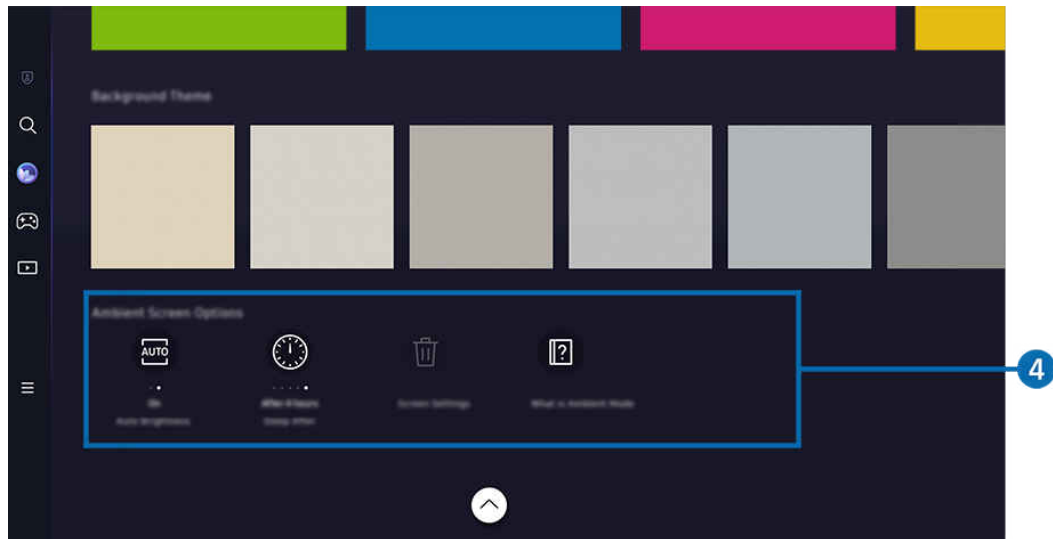 Background Theme
Ambient Screen Options
AUTO
?
4
On
After 8 hours
Screen Settings
What is Ambient Mode
Auto Brightness
Sleep After